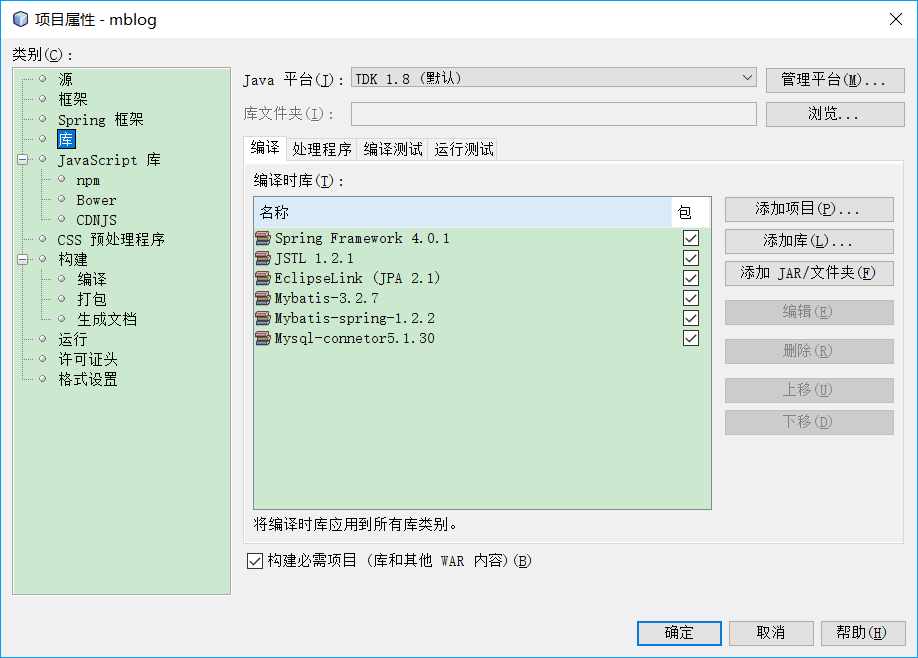 项目属性 - mblog
类别(C)：
源
框架
Spring 框架
库
JavaScript 库
npm
Bower
CDNJS
CSS 预处理程序
构建
编译
打包
生成文档
运行
许可证头
格式设置
Java 平台(J)： TDK 1.8 (默认) 管理平台(M)...
库文件夹(I)： 浏览...
编译 处理程序 编译测试 运行测试
编译时库(T)：
名称 包
Spring Framework 4.0.1
JSTL 1.2.1
EclipseLink (JPA 2.1)
Mybatis-3.2.7
Mybatis-spring-1.2.2
Mysql-connetor5.1.30
添加项目(P)...
添加库(L)...
添加 JAR/文件夹(F)
编辑(E)
删除(R)
上移(U)
下移(D)
将编译时库应用到所有库类别。
构建必需项目 (库和其他 WAR 内容)(B)
确定 取消 帮助(H)